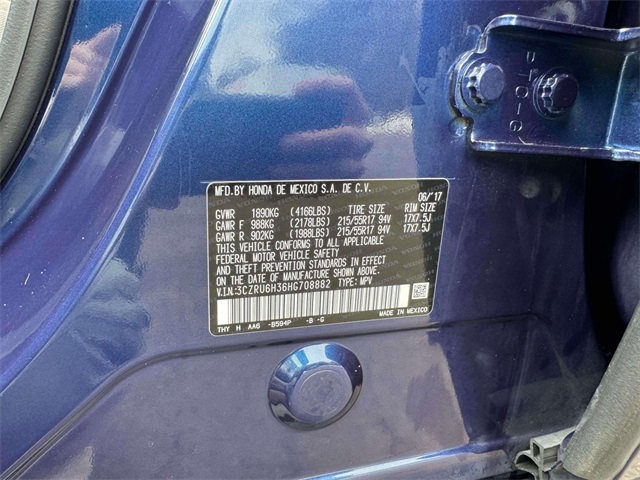 MFD.BY HONDA DE MEXICO S.A. DE C.V. 06/'17
GVWR 1890KG (4166LBS) TIRE SIZE RIM SIZE
GAWR F 988KG (2178LBS) 215/55R17 94V 17X7.5J
GAWR R 902KG (1988LBS) 215/55R17 94V 17X7.5J
THIS VEHICLE CONFORMS TO ALL APPLICABLE
FEDERAL MOTOR VEHICLE SAFETY
STANDARDS IN EFFECT
ON THE DATE OF MANUFACTURE SHOWN ABOVE.
V.I.N.:3CZRU6H36HG708882 TYPE: MPV
THY H AA6 -B594P -B -G MADE IN MEXICO